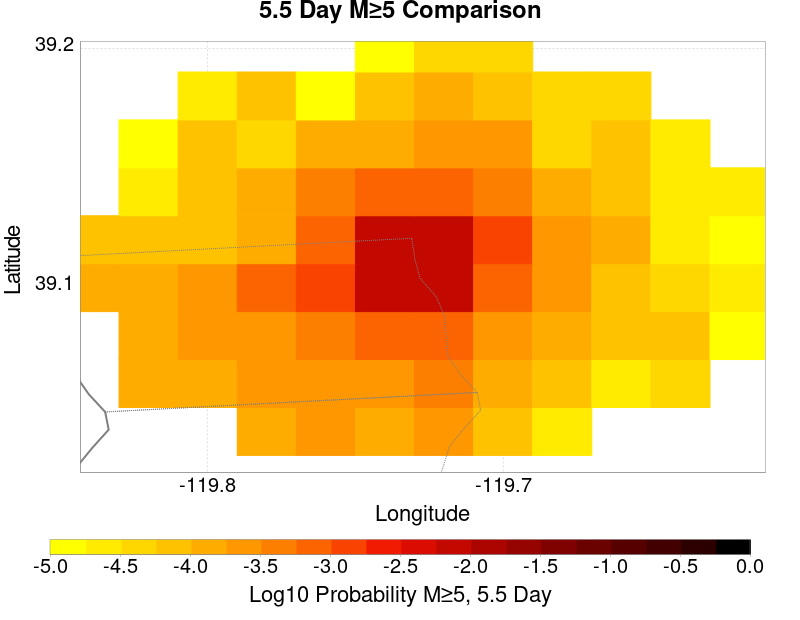 5.5 Day M≥5 Comparison
39.2
39.1
Latitude
-119.8 -119.7
Longitude
-5.0 -4.5 -4.0 -3.5 -3.0 -2.5 -2.0 -1.5 -1.0 -0.5 0.0
Log10 Probability M≥5, 5.5 Day